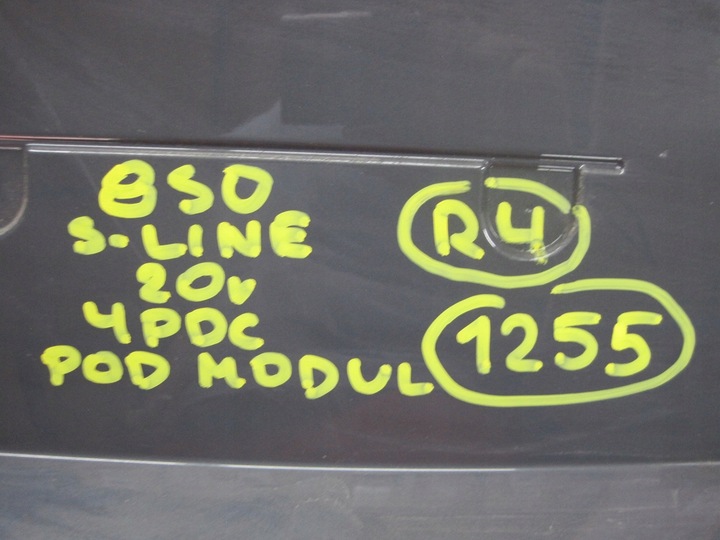 8S0
S-LINE
20V
4PDC
POD MODUL
R4
1255